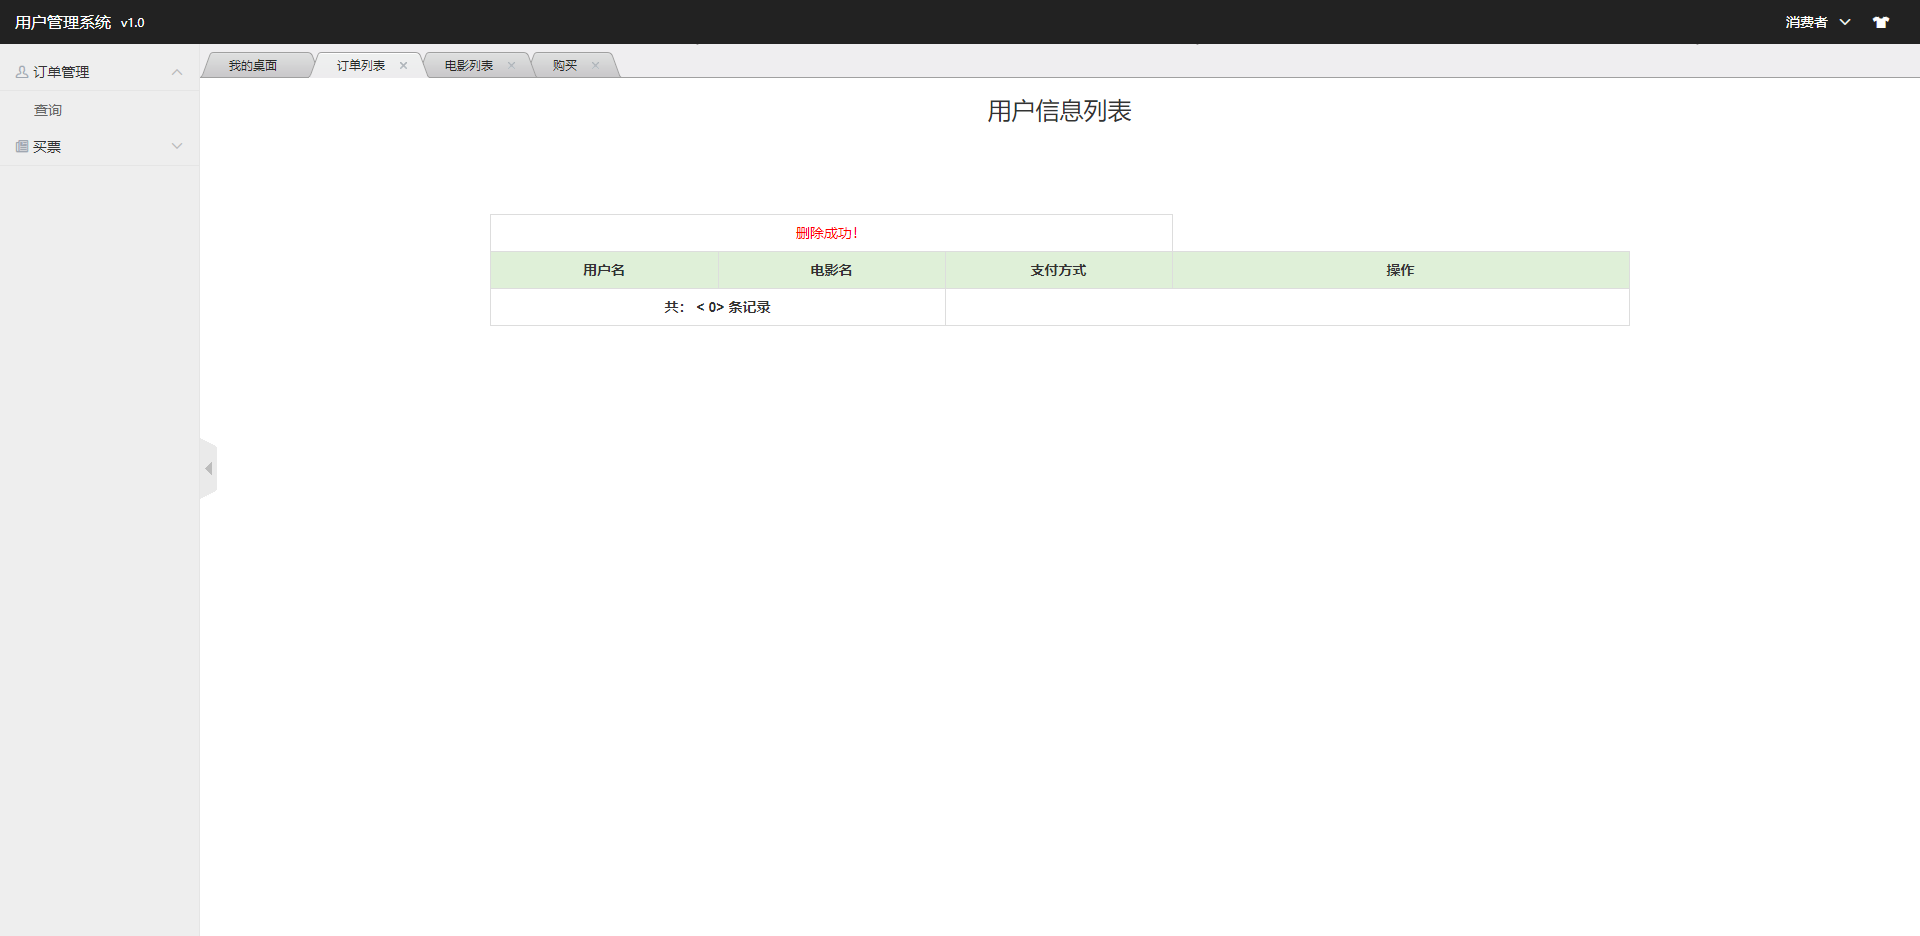 用户管理系统 v1.0
消费者
订单管理
查询
买票
我的桌面 订单列表 电影列表 购买
用户信息列表
删除成功！
用户名 电影名 支付方式 操作
共： < 0> 条记录